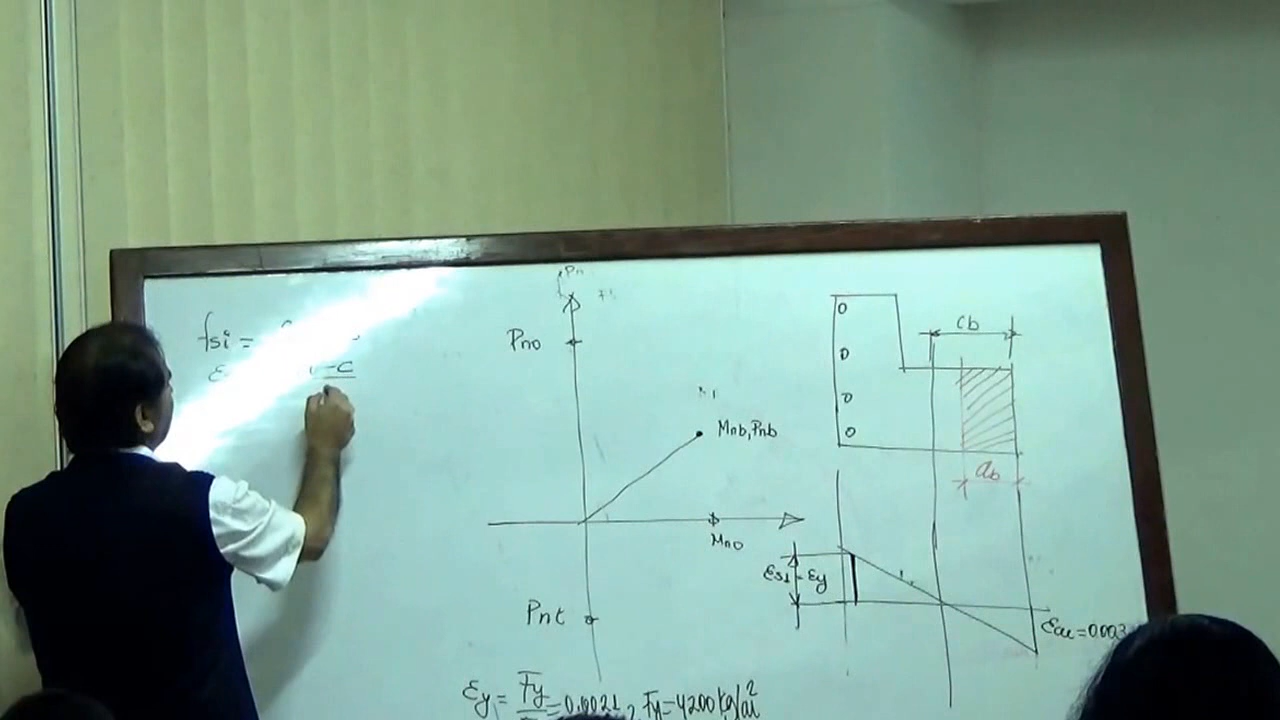 fsi =
-c
Pn
Pno
Mnb, Pnb
Mno
Pnt
cb
ab
εs1 = εy
εcu = 0.003
εy = Fy = 0.0021, Fy = 4200 kg/cm²